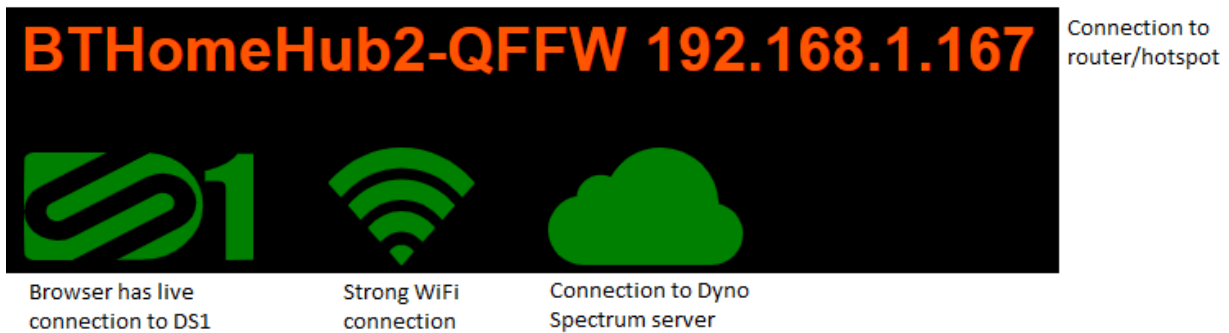 BTHomeHub2-QFFW 192.168.1.167
Connection to
router/hotspot
DS1
Browser has live
connection to DS1
Strong WiFi
connection
Connection to Dyno
Spectrum server